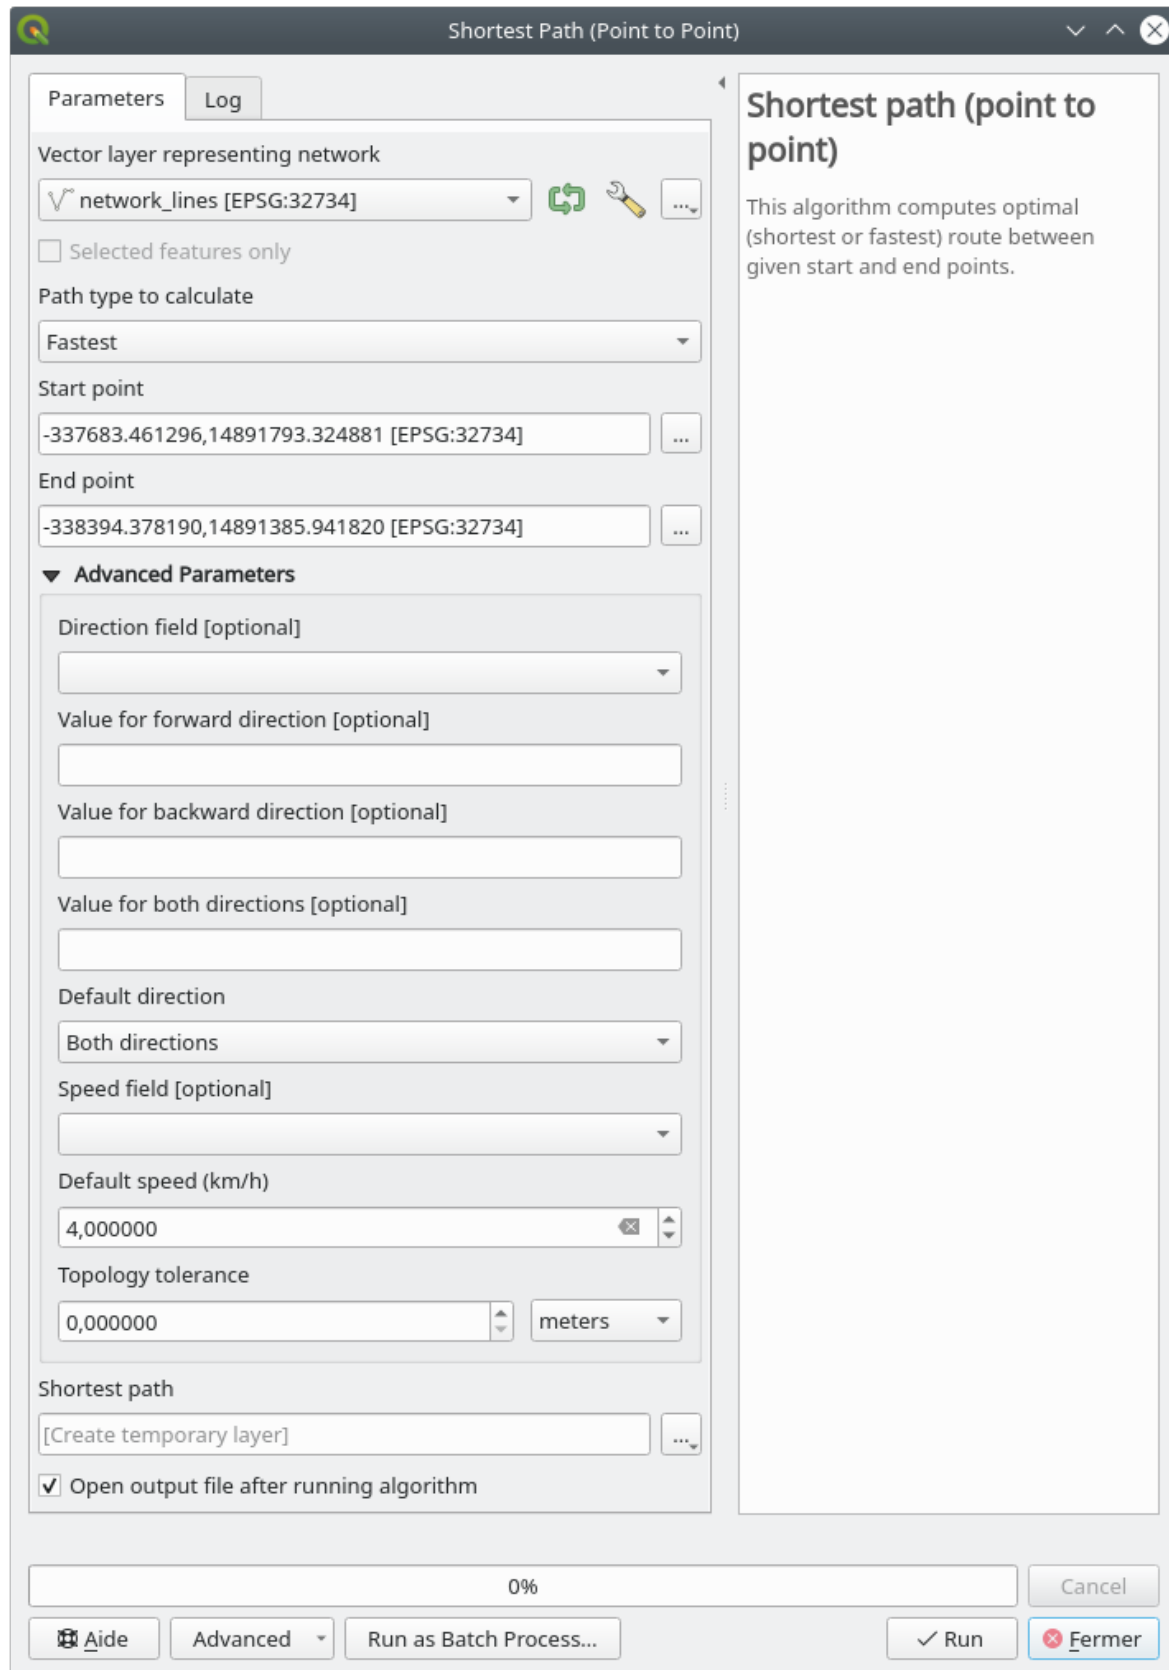 Shortest Path (Point to Point)
Parameters
Log
Vector layer representing network
network_lines [EPSG:32734]
...
Selected features only
Path type to calculate
Fastest
Start point
-337683.461296,14891793.324881 [EPSG:32734]
...
End point
-338394.378190,14891385.941820 [EPSG:32734]
...
Advanced Parameters
Direction field [optional]
Value for forward direction [optional]
Value for backward direction [optional]
Value for both directions [optional]
Default direction
Both directions
Speed field [optional]
Default speed (km/h)
4,000000
Topology tolerance
0,000000
meters
Shortest path
[Create temporary layer]
...
Open output file after running algorithm
Shortest path (point to
point)
This algorithm computes optimal
(shortest or fastest) route between
given start and end points.
0%
Cancel
Aide
Advanced
Run as Batch Process...
Run
Fermer